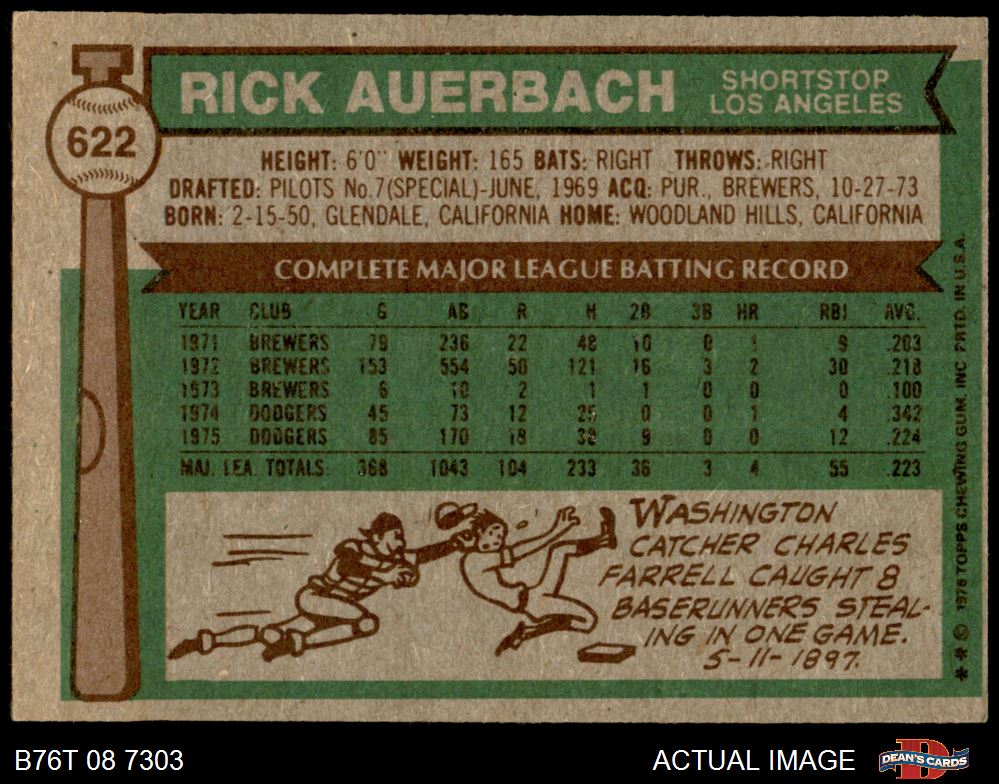 622
RICK AUERBACH
SHORTSTOP
LOS ANGELES
HEIGHT: 6'0" WEIGHT: 165 BATS: RIGHT THROWS: RIGHT
DRAFTED: PILOTS No.7(SPECIAL)-JUNE, 1969 ACQ: PUR., BREWERS, 10-27-73
BORN: 2-15-50, GLENDALE, CALIFORNIA HOME: WOODLAND HILLS, CALIFORNIA
COMPLETE MAJOR LEAGUE BATTING RECORD
YEAR CLUB G AB R H 2B 3B HR RBI AVG.
1971 BREWERS 79 236 22 48 10 0 1 9 .203
1972 BREWERS 153 554 50 121 16 3 2 30 .218
1973 BREWERS 6 10 2 1 1 0 0 0 .100
1974 DODGERS 45 73 12 25 0 0 1 4 .342
1975 DODGERS 85 170 18 38 9 0 0 12 .224
MAJ. LEA. TOTALS: 368 1043 104 233 36 3 4 55 .223
WASHINGTON
CATCHER CHARLES
FARRELL CAUGHT 8
BASERUNNERS STEAL-
ING IN ONE GAME.
5-11-1897.
** © 1976 TOPPS CHEWING GUM, INC PRTD. IN U.S.A.
B76T 08 7303
ACTUAL IMAGE
DEAN'S CARDS